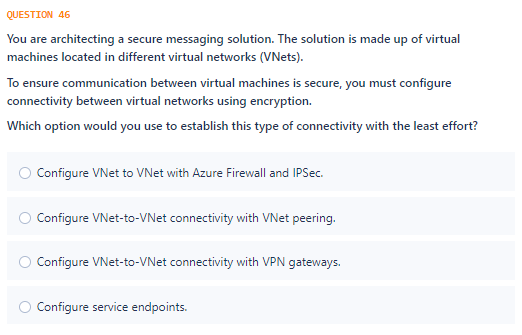 QUESTION 46
You are architecting a secure messaging solution. The solution is made up of virtual
machines located in different virtual networks (VNets).
To ensure communication between virtual machines is secure, you must configure
connectivity between virtual networks using encryption.
Which option would you use to establish this type of connectivity with the least effort?
Configure VNet to VNet with Azure Firewall and IPSec.
Configure VNet-to-VNet connectivity with VNet peering.
Configure VNet-to-VNet connectivity with VPN gateways.
Configure service endpoints.